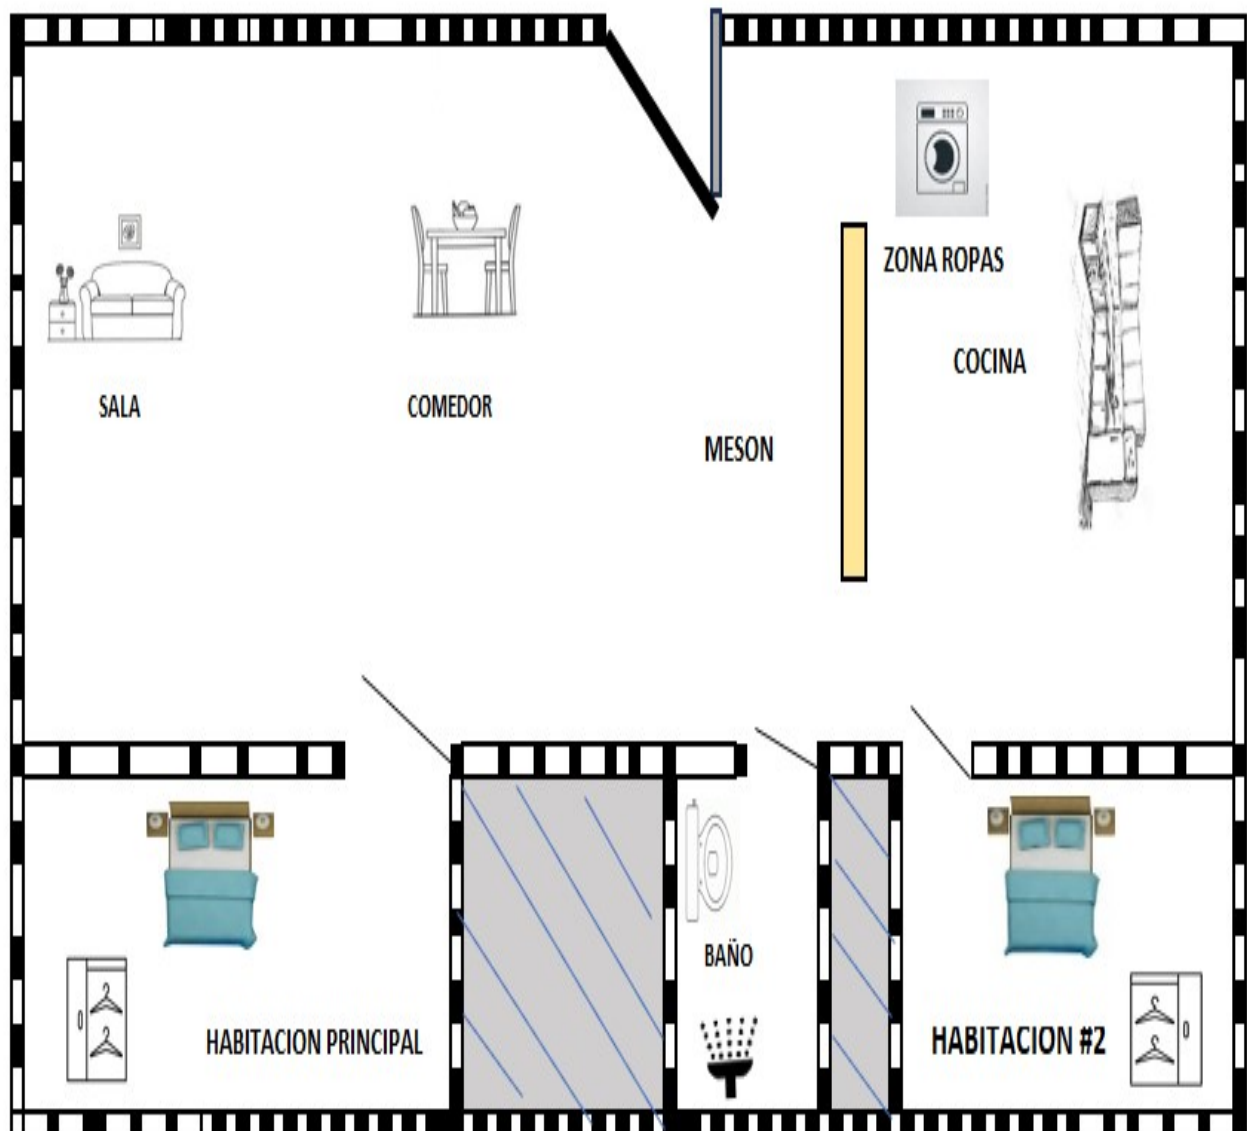 ZONA ROPAS
COCINA
SALA
COMEDOR
MESON
BAÑO
HABITACION PRINCIPAL
HABITACION #2